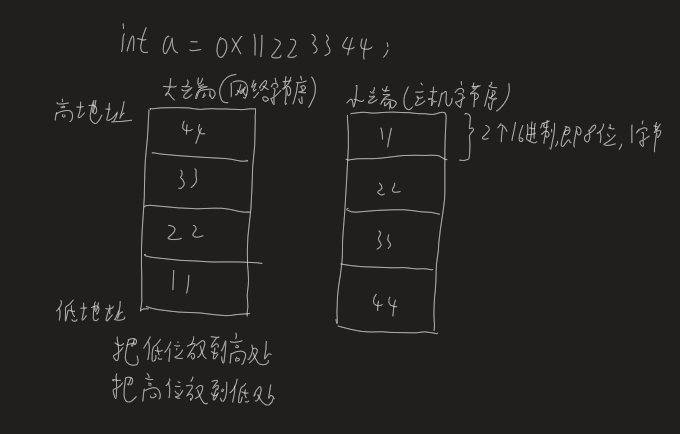 int a = 0x11223344;
大端(网络字节序)
小端(主机字节序)
高地址
44
33
22
11
11
22
33
44
2个16进制,即8位,1字节
低地址
把低位放到高处
把高位放到低处